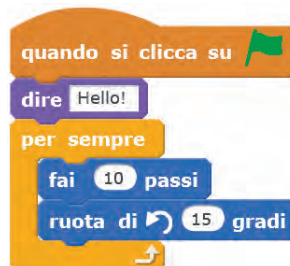 quando si clicca su
dire Hello!
per sempre
fai 10 passi
ruota di 15 gradi